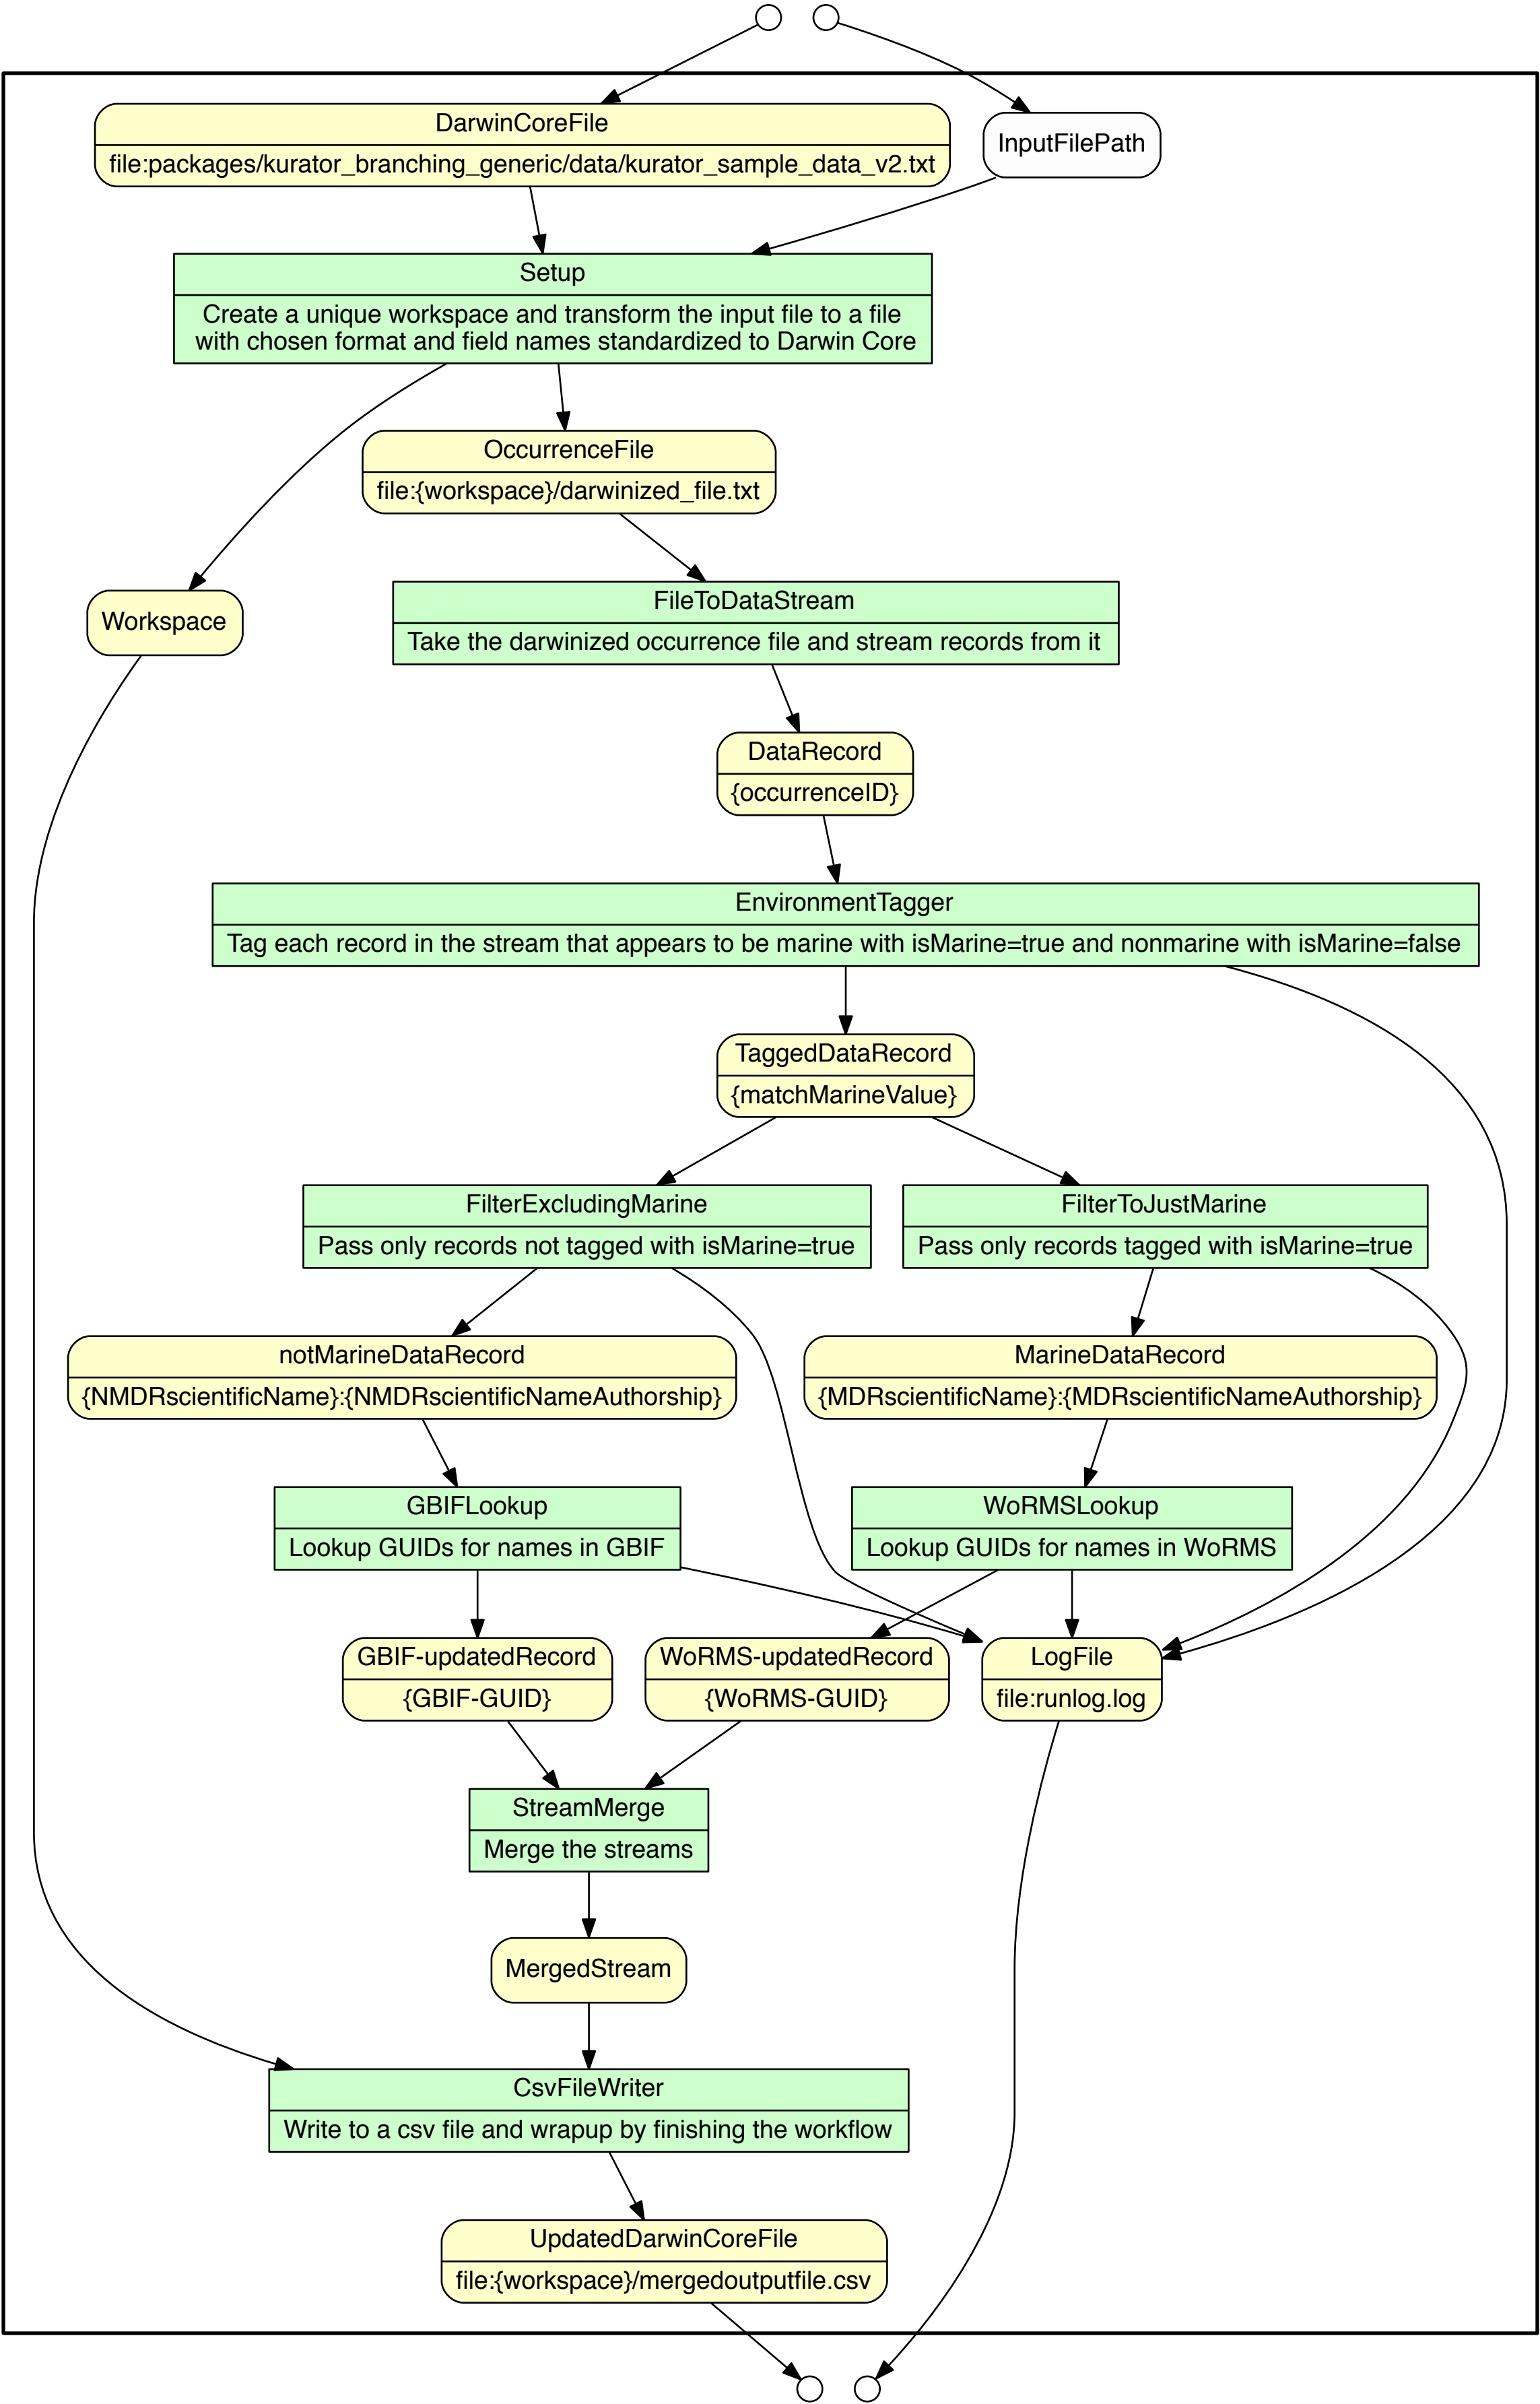 DarwinCoreFile
file:packages/kurator_branching_generic/data/kurator_sample_data_v2.txt
InputFilePath
Setup
Create a unique workspace and transform the input file to a file
with chosen format and field names standardized to Darwin Core
OccurrenceFile
file:{workspace}/darwinized_file.txt
Workspace
FileToDataStream
Take the darwinized occurrence file and stream records from it
DataRecord
{occurrenceID}
EnvironmentTagger
Tag each record in the stream that appears to be marine with isMarine=true and nonmarine with isMarine=false
TaggedDataRecord
{matchMarineValue}
FilterExcludingMarine
Pass only records not tagged with isMarine=true
FilterToJustMarine
Pass only records tagged with isMarine=true
notMarineDataRecord
{NMDRscientificName}:{NMDRscientificNameAuthorship}
MarineDataRecord
{MDRscientificName}:{MDRscientificNameAuthorship}
GBIFLookup
Lookup GUIDs for names in GBIF
WoRMSLookup
Lookup GUIDs for names in WoRMS
GBIF-updatedRecord
{GBIF-GUID}
WoRMS-updatedRecord
{WoRMS-GUID}
LogFile
file:runlog.log
StreamMerge
Merge the streams
MergedStream
CsvFileWriter
Write to a csv file and wrapup by finishing the workflow
UpdatedDarwinCoreFile
file:{workspace}/mergedoutputfile.csv